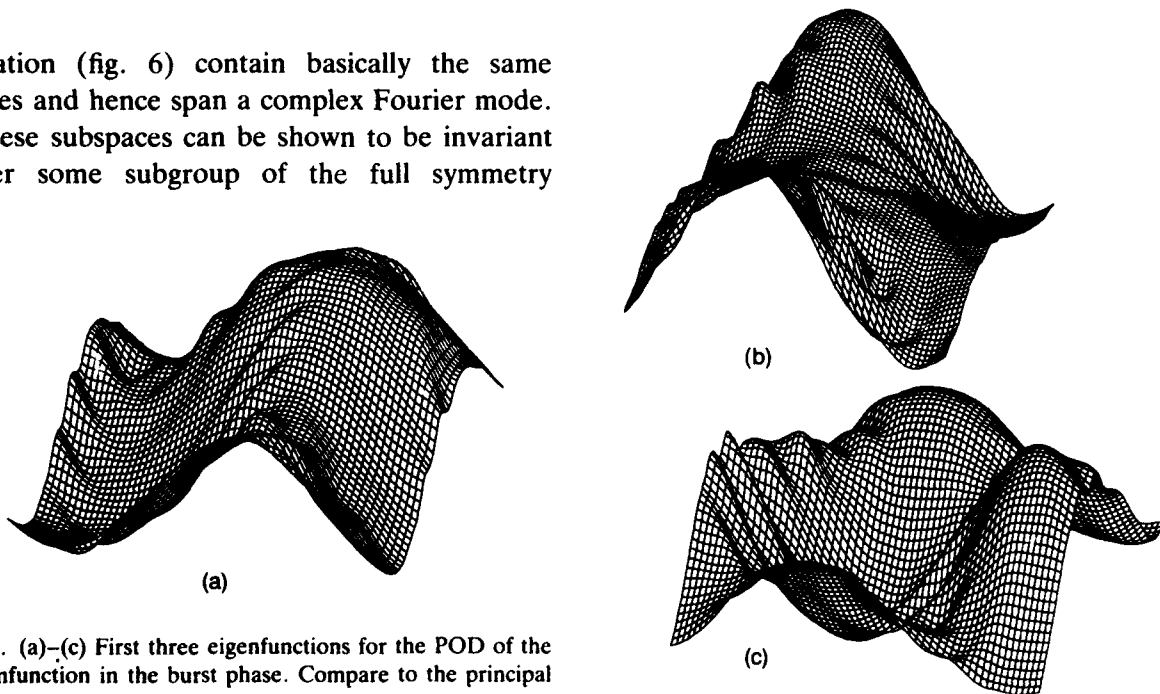 ation (fig. 6) contain basically the same
es and hence span a complex Fourier mode.
ese subspaces can be shown to be invariant
er some subgroup of the full symmetry
(a)
. (a)–(c) First three eigenfunctions for the POD of the
nfunction in the burst phase. Compare to the principal
(b)
(c)